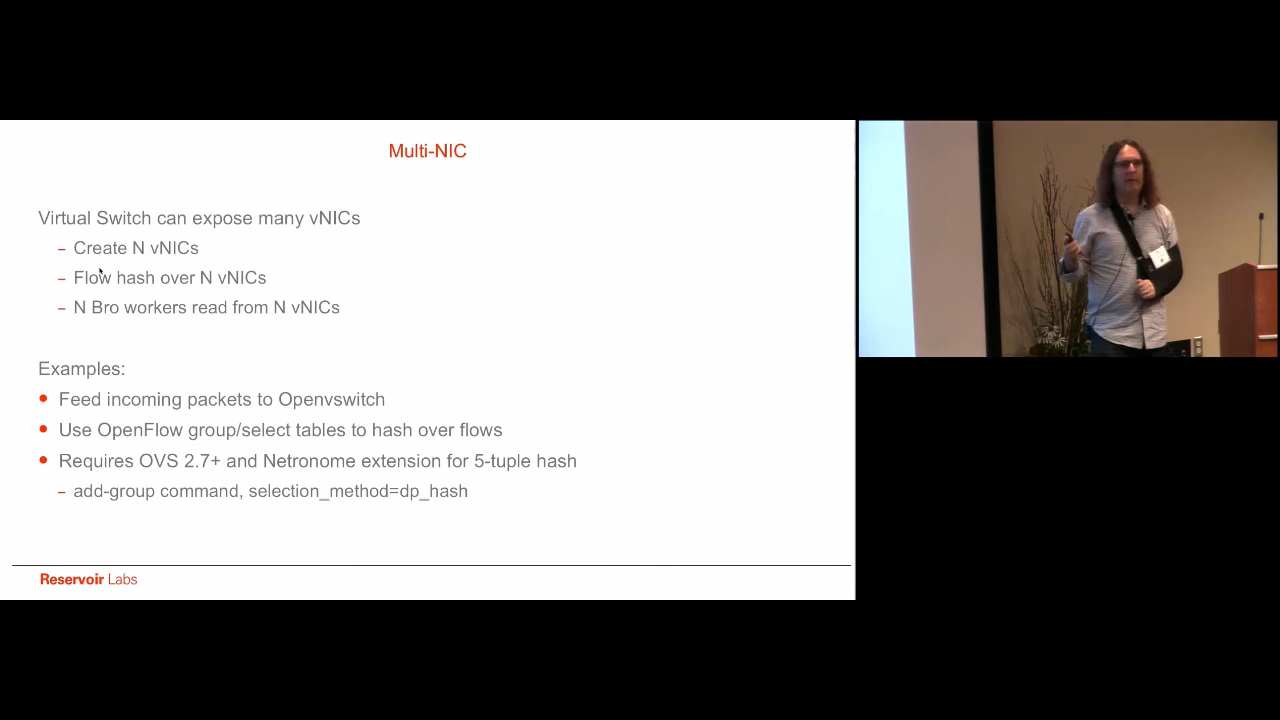 Multi-NIC
Virtual Switch can expose many vNICs
– Create N vNICs
– Flow hash over N vNICs
– N Bro workers read from N vNICs
Examples:
• Feed incoming packets to Openvswitch
• Use OpenFlow group/select tables to hash over flows
• Requires OVS 2.7+ and Netronome extension for 5-tuple hash
– add-group command, selection_method=dp_hash
Reservoir Labs